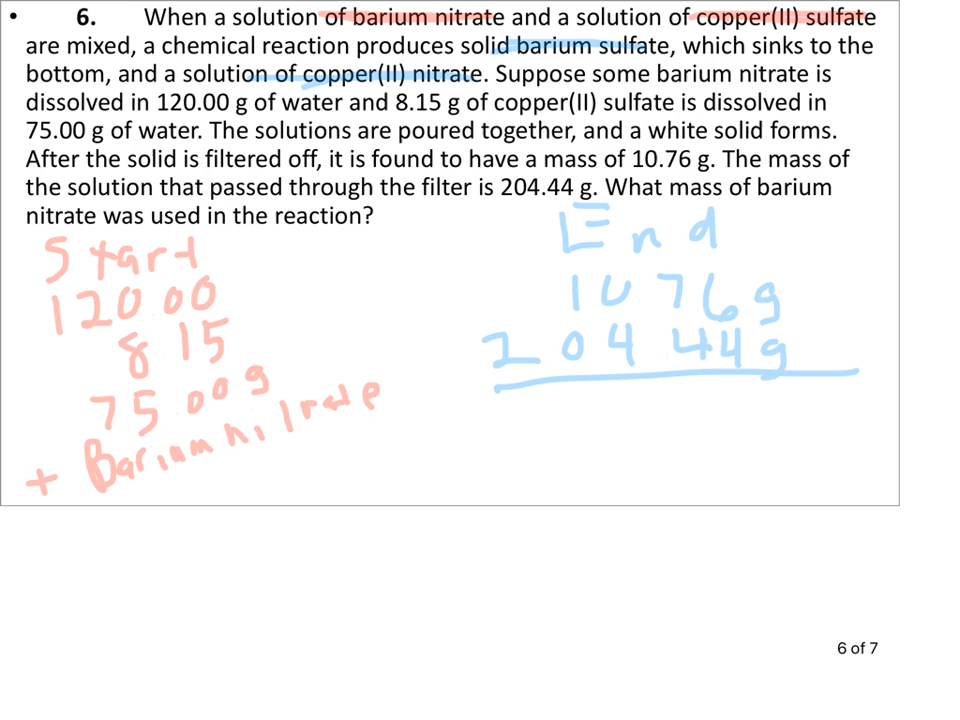 • 6. When a solution of barium nitrate and a solution of copper(II) sulfate
are mixed, a chemical reaction produces solid barium sulfate, which sinks to the
bottom, and a solution of copper(II) nitrate. Suppose some barium nitrate is
dissolved in 120.00 g of water and 8.15 g of copper(II) sulfate is dissolved in
75.00 g of water. The solutions are poured together, and a white solid forms.
After the solid is filtered off, it is found to have a mass of 10.76 g. The mass of
the solution that passed through the filter is 204.44 g. What mass of barium
nitrate was used in the reaction?
Start
120 00
8 15
75 00 g
+ Barium nitrate
End
10 76g
204 44g
6 of 7